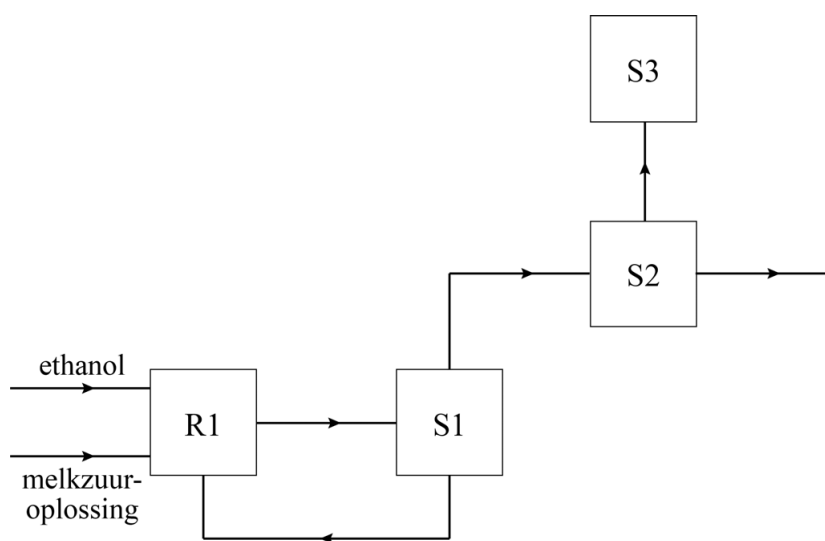 S3
S2
ethanol
R1
S1
melkzuur-
oplossing